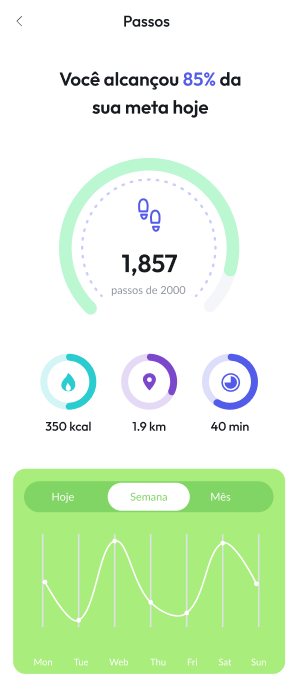 Passos
Você alcançou 85% da
sua meta hoje
1,857
passos de 2000
350 kcal
1.9 km
40 min
Hoje
Semana
Mês
Mon
Tue
Web
Thu
Fri
Sat
Sun